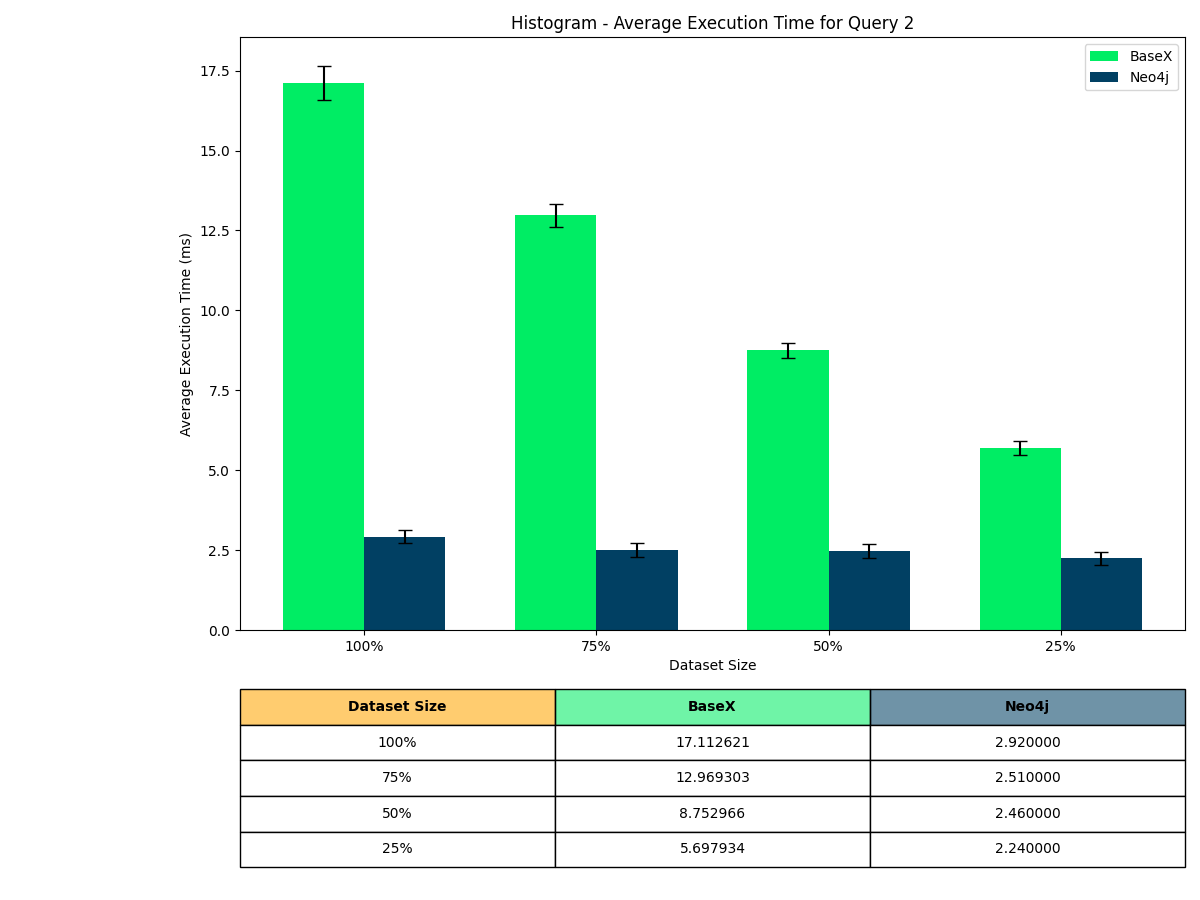 Histogram - Average Execution Time for Query 2
BaseX
Neo4j
Average Execution Time (ms)
17.5
15.0
12.5
10.0
7.5
5.0
2.5
0.0
100% 75% 50% 25%
Dataset Size
Dataset Size BaseX Neo4j
100% 17.112621 2.920000
75% 12.969303 2.510000
50% 8.752966 2.460000
25% 5.697934 2.240000